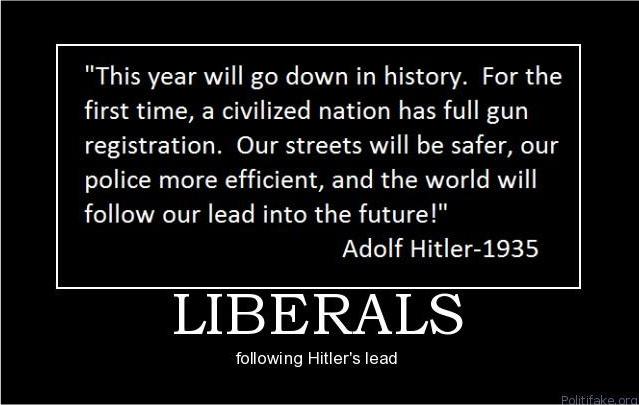 "This year will go down in history.  For the
first time, a civilized nation has full gun
registration.  Our streets will be safer, our
police more efficient, and the world will
follow our lead into the future!"
Adolf Hitler-1935
LIBERALS
following Hitler's lead
Politifake.org